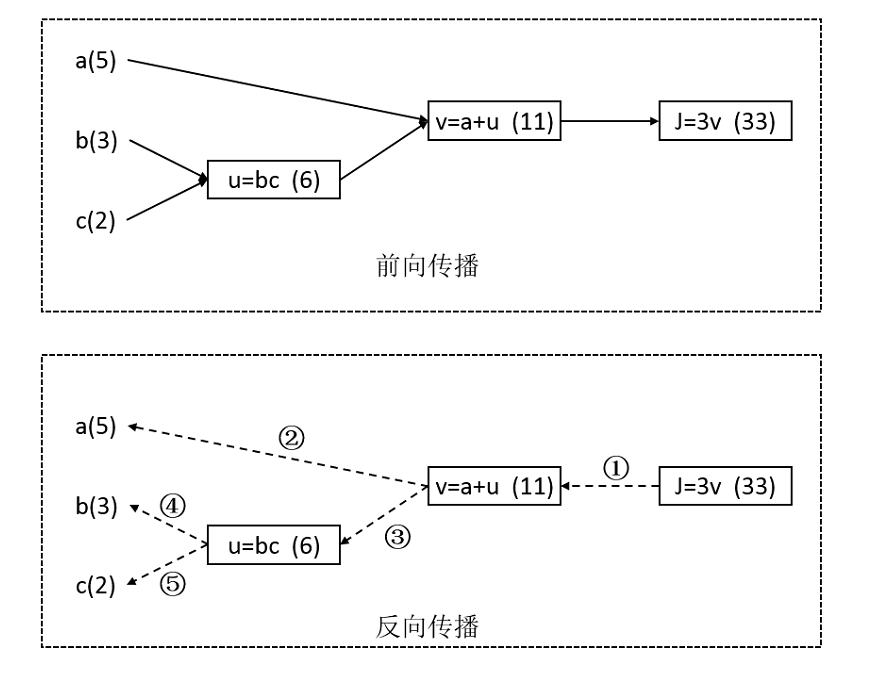 a(5)
v=a+u (11)
J=3v (33)
b(3)
u=bc (6)
c(2)
前向传播
a(5)
②
v=a+u (11)
①
J=3v (33)
b(3)
④
③
u=bc (6)
c(2)
⑤
反向传播